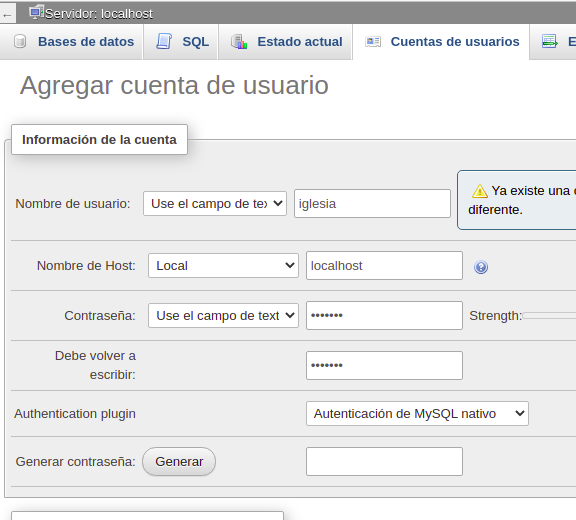 Servidor: localhost
Bases de datos SQL Estado actual Cuentas de usuarios
Agregar cuenta de usuario
Información de la cuenta
Nombre de usuario: Use el campo de tex iglesia Ya existe una
diferente.
Nombre de Host: Local localhost
Contraseña: Use el campo de text ••••••• Strength:
Debe volver a
escribir: •••••••
Authentication plugin Autenticación de MySQL nativo
Generar contraseña: Generar